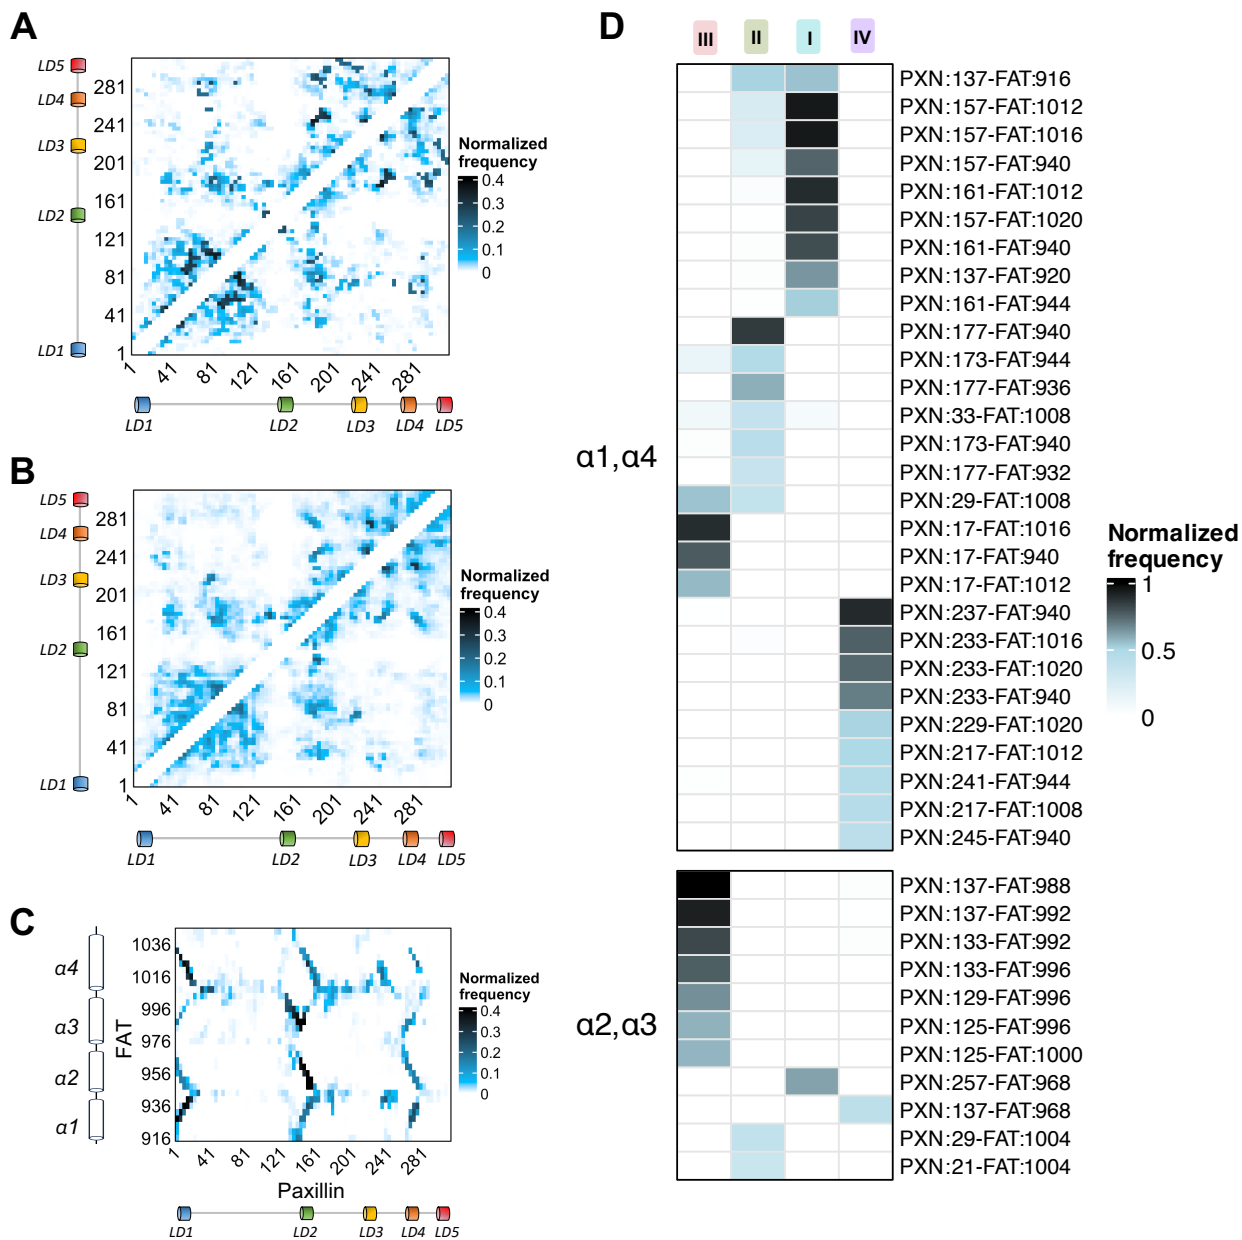 A
LD5
LD4
LD3
LD2
LD1
281
241
201
161
121
81
41
1
1
41
81
121
161
201
241
281
LD1
LD2
LD3
LD4
LD5
Normalized
frequency
0.4
0.3
0.2
0.1
0
B
LD5
LD4
LD3
LD2
LD1
281
241
201
161
121
81
41
1
1
41
81
121
161
201
241
281
LD1
LD2
LD3
LD4
LD5
Normalized
frequency
0.4
0.3
0.2
0.1
0
C
α4
α3
α2
α1
FAT
1036
1016
996
976
956
936
916
1
41
81
121
161
201
241
281
Paxillin
LD1
LD2
LD3
LD4
LD5
Normalized
frequency
0.4
0.3
0.2
0.1
0
D
III
II
I
IV
α1,α4
PXN:137-FAT:916
PXN:157-FAT:1012
PXN:157-FAT:1016
PXN:157-FAT:940
PXN:161-FAT:1012
PXN:157-FAT:1020
PXN:161-FAT:940
PXN:137-FAT:920
PXN:161-FAT:944
PXN:177-FAT:940
PXN:173-FAT:944
PXN:177-FAT:936
PXN:33-FAT:1008
PXN:173-FAT:940
PXN:177-FAT:932
PXN:29-FAT:1008
PXN:17-FAT:1016
PXN:17-FAT:940
PXN:17-FAT:1012
PXN:237-FAT:940
PXN:233-FAT:1016
PXN:233-FAT:1020
PXN:233-FAT:940
PXN:229-FAT:1020
PXN:217-FAT:1012
PXN:241-FAT:944
PXN:217-FAT:1008
PXN:245-FAT:940
α2,α3
PXN:137-FAT:988
PXN:137-FAT:992
PXN:133-FAT:992
PXN:133-FAT:996
PXN:129-FAT:996
PXN:125-FAT:996
PXN:125-FAT:1000
PXN:257-FAT:968
PXN:137-FAT:968
PXN:29-FAT:1004
PXN:21-FAT:1004
Normalized
frequency
1
0.5
0